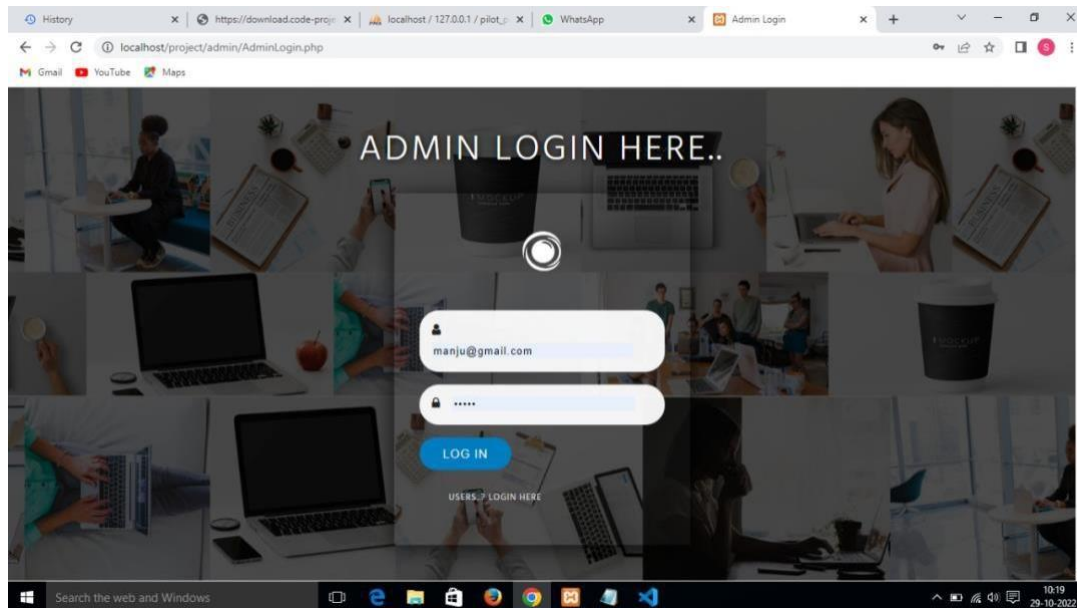 History
https://download.code-proje
localhost / 127.0.0.1 / pilot_p
WhatsApp
Admin Login
localhost/project/admin/AdminLogin.php
S
Gmail
YouTube
Maps
ADMIN LOGIN HERE..
manju@gmail.com
•••••
LOG IN
USERS..? LOGIN HERE
Search the web and Windows
10:19
29-10-2022